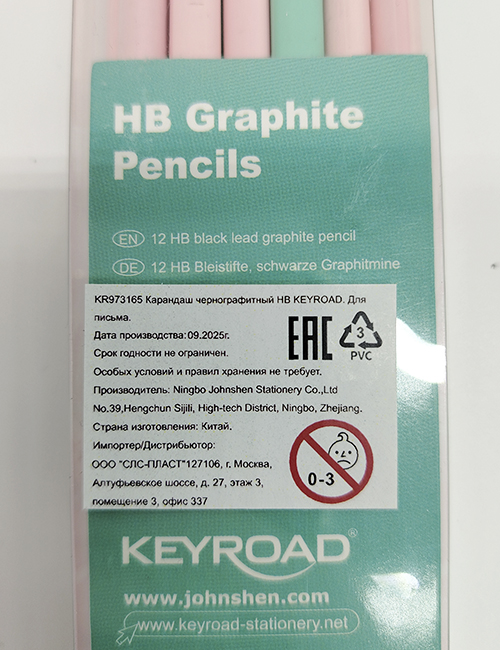 HB Graphite
Pencils
EN 12 HB black lead graphite pencil
DE 12 HB Bleistifte, schwarze Graphitmine
KR973165 Карандаш чернографитный HB KEYROAD. Для
письма.
Дата производства:09.2025г.
Срок годности не ограничен.
Особых условий и правил хранения не требует.
Производитель: Ningbo Johnshen Stationery Co.,Ltd
No.39,Hengchun Sijili, High-tech District, Ningbo, Zhejiang.
Страна изготовления: Китай.
Импортер/Дистрибьютор:
ООО "СЛС-ПЛАСТ"127106, г. Москва,
Алтуфьевское шоссе, д. 27, этаж 3,
помещение 3, офис 337
EAC
3
PVC
0-3
KEYROAD®
www.johnshen.com
www.keyroad-stationery.net